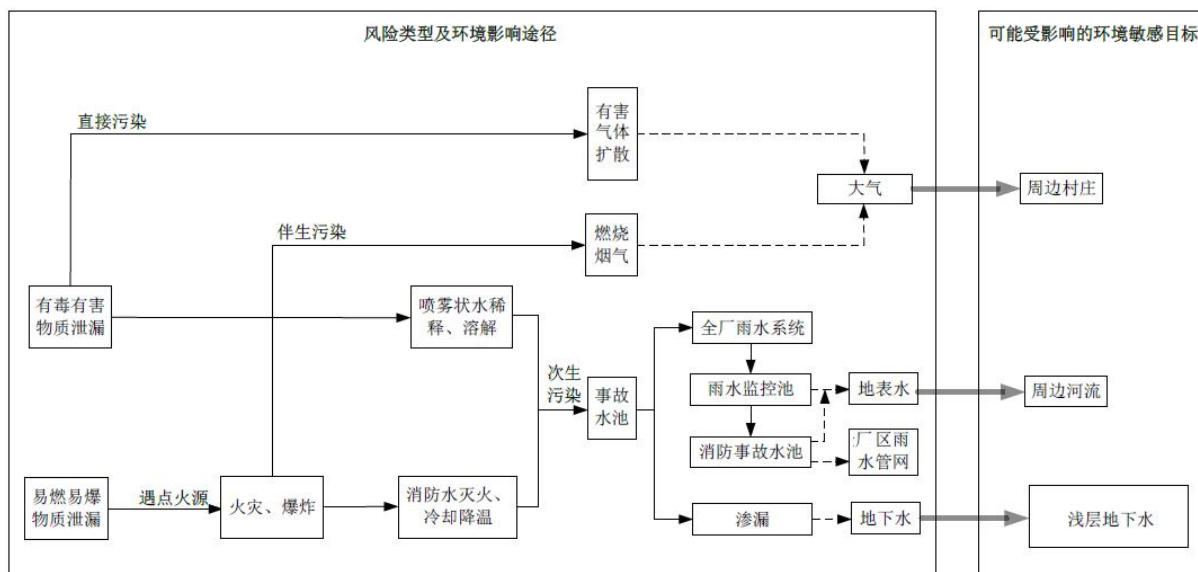 风险类型及环境影响途径
可能受影响的环境敏感目标
直接污染
有害
气体
扩散
大气
周边村庄
伴生污染
燃烧
烟气
有毒有害
物质泄漏
喷雾状水稀
释、溶解
全厂雨水系统
次生
污染
事故
水池
雨水监控池
地表水
周边河流
消防事故水池
厂区雨
水管网
易燃易爆
物质泄漏
遇点火源
火灾、爆炸
消防水灭火、
冷却降温
渗漏
地下水
浅层地下水